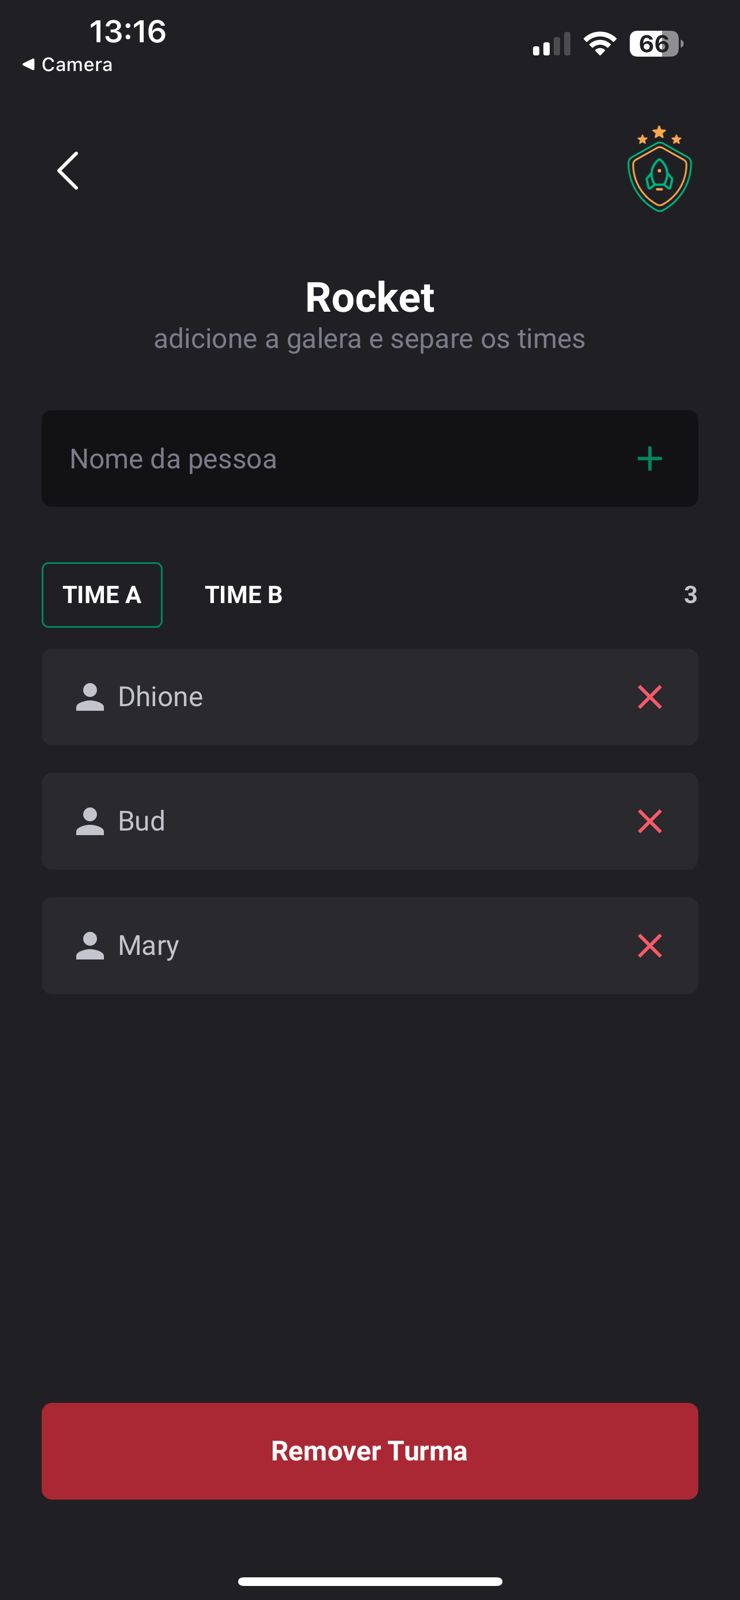 13:16
66
◀ Camera
Rocket
adicione a galera e separe os times
Nome da pessoa
TIME A TIME B 3
Dhione
Bud
Mary
Remover Turma